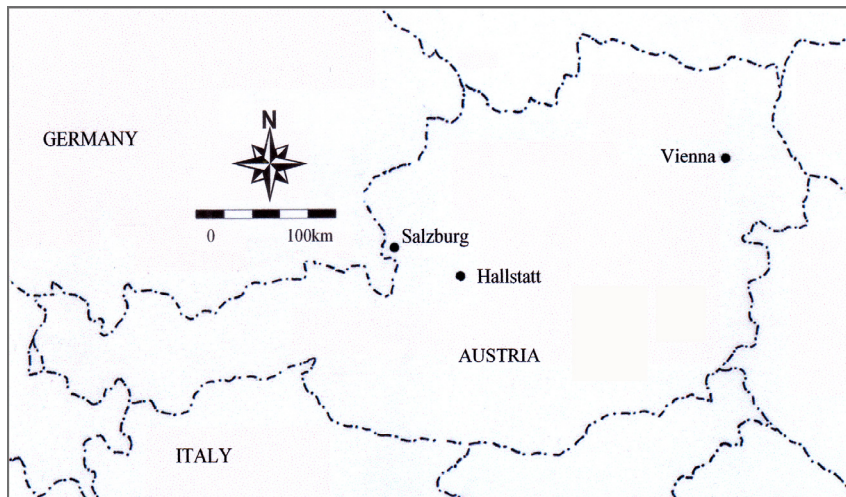 N
GERMANY
Vienna
0 100km
Salzburg
Hallstatt
AUSTRIA
ITALY